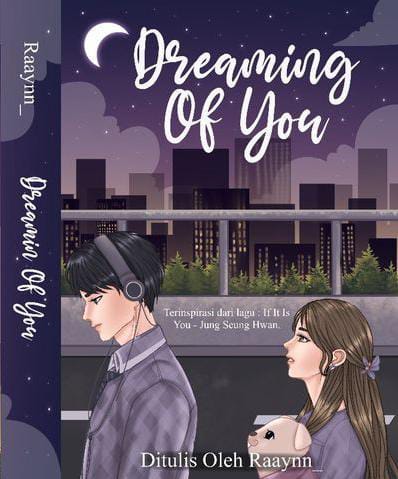 Raaynn_
Dreamin Of You
Dreaming
Of You
Terinspirasi dari lagu : If It Is
You - Jung Seung Hwan.
Ditulis Oleh Raaynn_